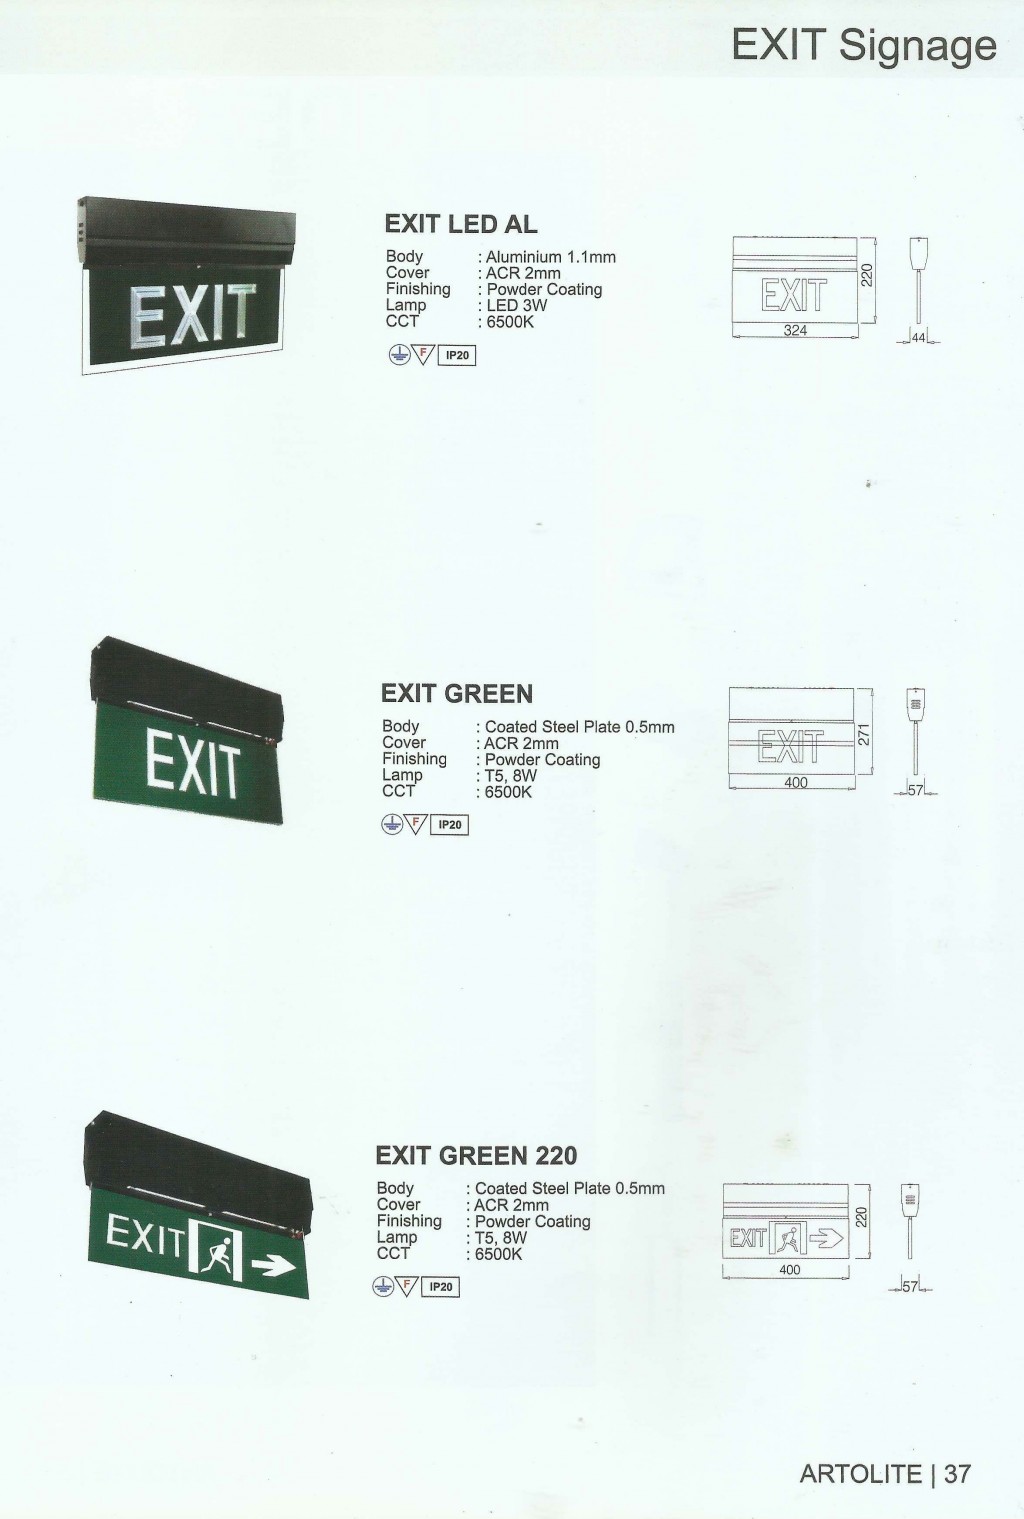 EXIT Signage
EXIT
EXIT LED AL
Body : Aluminium 1.1mm
Cover : ACR 2mm
Finishing : Powder Coating
Lamp : LED 3W
CCT : 6500K
F IP20
EXIT
220
324
44
EXIT
EXIT GREEN
Body : Coated Steel Plate 0.5mm
Cover : ACR 2mm
Finishing : Powder Coating
Lamp : T5, 8W
CCT : 6500K
F IP20
EXIT
271
400
57
EXIT
EXIT GREEN 220
Body : Coated Steel Plate 0.5mm
Cover : ACR 2mm
Finishing : Powder Coating
Lamp : T5, 8W
CCT : 6500K
F IP20
EXIT
220
400
57
ARTOLITE | 37